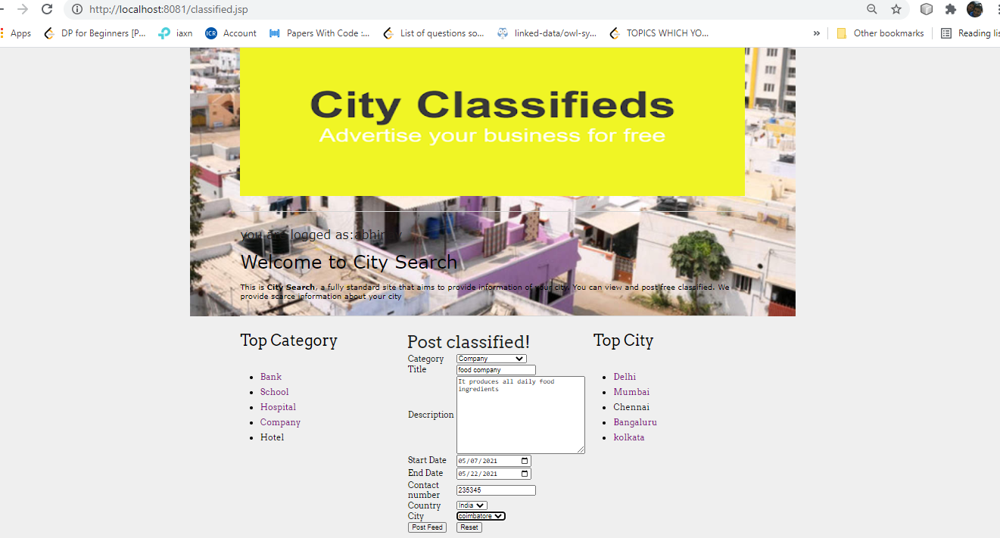 http://localhost:8081/classified.jsp
Apps DP for Beginners [P... iaxn ICR Account Papers With Code :... List of questions so... linked-data/owl-sy... TOPICS WHICH YO... » Other bookmarks Reading lis
City Classifieds
Advertise your business for free
you are logged as:abhinav
Welcome to City Search
This is City Search, a fully standard site that aims to provide information of your city. You can view and post free classified. We
provide scarce information about your city
Top Category
Bank
School
Hospital
Company
Hotel
Post classified!
Category Company
Title food company
Description It produces all daily food
ingredients
Start Date 05/07/2021
End Date 05/22/2021
Contact
number 235345
Country India
City coimbatore
Post Feed Reset
Top City
Delhi
Mumbai
Chennai
Bangaluru
kolkata